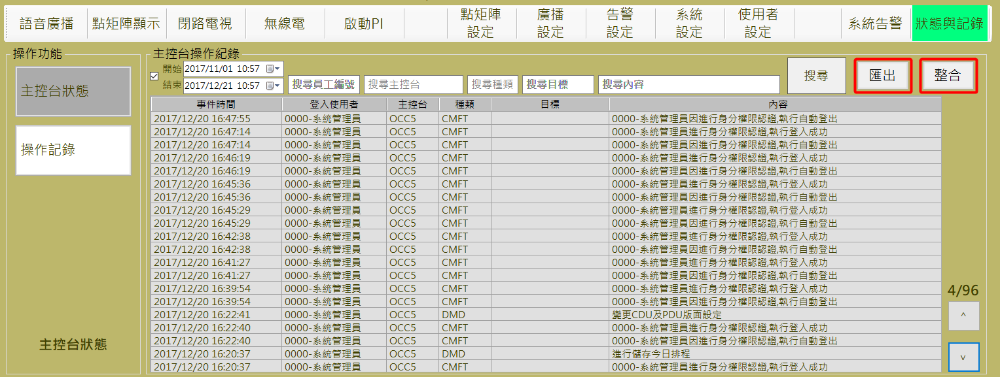 語音廣播 點矩陣顯示 閉路電視 無線電 啟動PI 點矩陣設定 廣播設定 告警設定 系統設定 使用者設定 系統告警 狀態與記錄
操作功能
主控台狀態
操作記錄
主控台狀態
主控台操作紀錄
開始 2017/11/01 10:57
結束 2017/12/21 10:57 搜尋員工編號 搜尋主控台 搜尋種類 搜尋目標 搜尋內容 搜尋 匯出 整合
事件時間 登入使用者 主控台 種類 目標 內容
2017/12/20 16:47:55 0000-系統管理員 OCC5 CMFT 0000-系統管理員因進行身分權限認證,執行自動登出
2017/12/20 16:47:14 0000-系統管理員 OCC5 CMFT 0000-系統管理員進行身分權限認證,執行登入成功
2017/12/20 16:47:14 0000-系統管理員 OCC5 CMFT 0000-系統管理員因進行身分權限認證,執行自動登出
2017/12/20 16:46:19 0000-系統管理員 OCC5 CMFT 0000-系統管理員進行身分權限認證,執行登入成功
2017/12/20 16:46:19 0000-系統管理員 OCC5 CMFT 0000-系統管理員因進行身分權限認證,執行自動登出
2017/12/20 16:45:36 0000-系統管理員 OCC5 CMFT 0000-系統管理員進行身分權限認證,執行登入成功
2017/12/20 16:45:36 0000-系統管理員 OCC5 CMFT 0000-系統管理員因進行身分權限認證,執行自動登出
2017/12/20 16:45:29 0000-系統管理員 OCC5 CMFT 0000-系統管理員進行身分權限認證,執行登入成功
2017/12/20 16:45:29 0000-系統管理員 OCC5 CMFT 0000-系統管理員因進行身分權限認證,執行自動登出
2017/12/20 16:42:38 0000-系統管理員 OCC5 CMFT 0000-系統管理員進行身分權限認證,執行登入成功
2017/12/20 16:42:38 0000-系統管理員 OCC5 CMFT 0000-系統管理員因進行身分權限認證,執行自動登出
2017/12/20 16:41:27 0000-系統管理員 OCC5 CMFT 0000-系統管理員進行身分權限認證,執行登入成功
2017/12/20 16:41:27 0000-系統管理員 OCC5 CMFT 0000-系統管理員因進行身分權限認證,執行自動登出
2017/12/20 16:39:54 0000-系統管理員 OCC5 CMFT 0000-系統管理員進行身分權限認證,執行登入成功
2017/12/20 16:39:54 0000-系統管理員 OCC5 CMFT 0000-系統管理員因進行身分權限認證,執行自動登出
2017/12/20 16:22:41 0000-系統管理員 OCC5 DMD 變更CDU及PDU版面設定
2017/12/20 16:22:40 0000-系統管理員 OCC5 CMFT 0000-系統管理員進行身分權限認證,執行登入成功
2017/12/20 16:22:40 0000-系統管理員 OCC5 CMFT 0000-系統管理員因進行身分權限認證,執行自動登出
2017/12/20 16:20:37 0000-系統管理員 OCC5 DMD 進行儲存今日排程
2017/12/20 16:20:37 0000-系統管理員 OCC5 CMFT 0000-系統管理員進行身分權限認證,執行登入成功
4/96